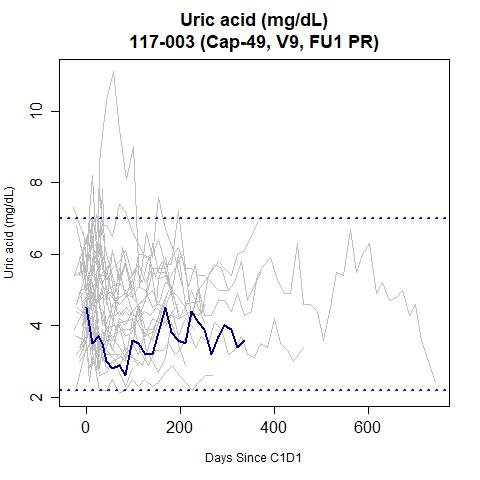 Uric acid (mg/dL)
117-003 (Cap-49, V9, FU1 PR)
Uric acid (mg/dL)
10
8
6
4
2
0 200 400 600
Days Since C1D1